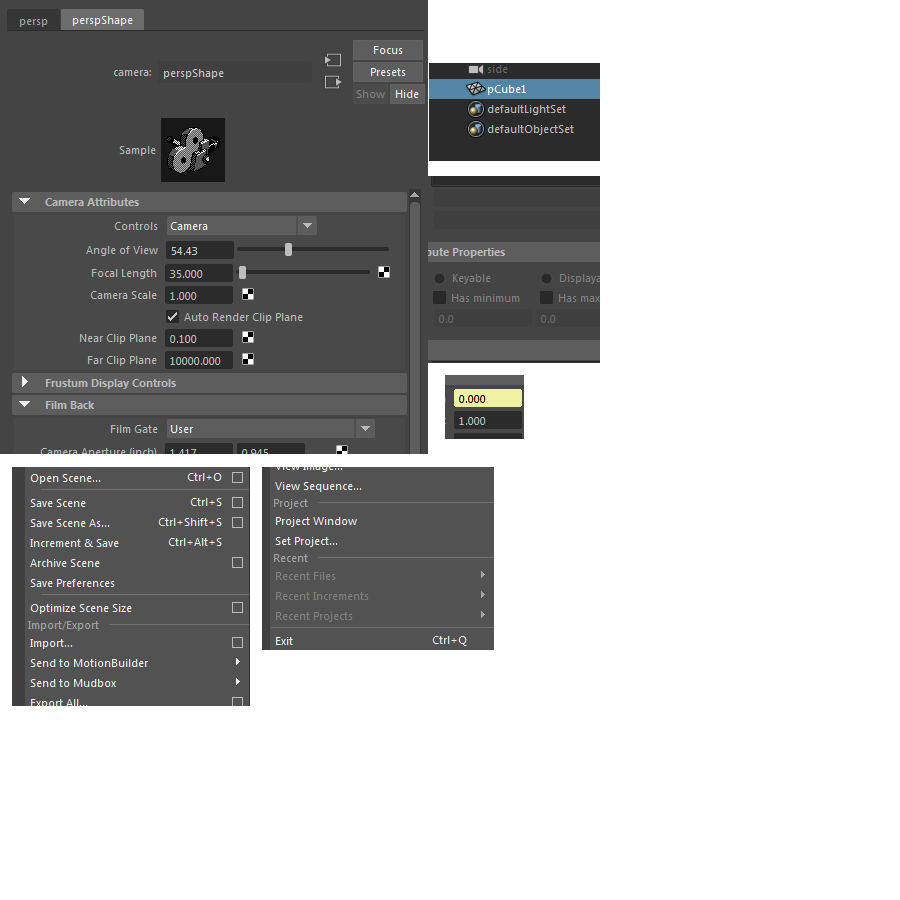 persp perspShape
Focus
camera: perspShape
Presets
Show Hide
Sample
Camera Attributes
Controls Camera
Angle of View 54.43
Focal Length 35.000
Camera Scale 1.000
Auto Render Clip Plane
Near Clip Plane 0.100
Far Clip Plane 10000.000
Frustum Display Controls
Film Back
Film Gate User
Camera Aperture (inch) 1.417 0.945
side
pCube1
defaultLightSet
defaultObjectSet
bute Properties
Keyable Displaya
Has minimum Has max
0.0 0.0
0.000
1.000
Open Scene... Ctrl+O
Save Scene Ctrl+S
Save Scene As... Ctrl+Shift+S
Increment & Save Ctrl+Alt+S
Archive Scene
Save Preferences
Optimize Scene Size
Import/Export
Import...
Send to MotionBuilder
Send to Mudbox
Export All...
View Image...
View Sequence...
Project
Project Window
Set Project...
Recent
Recent Files
Recent Increments
Recent Projects
Exit Ctrl+Q